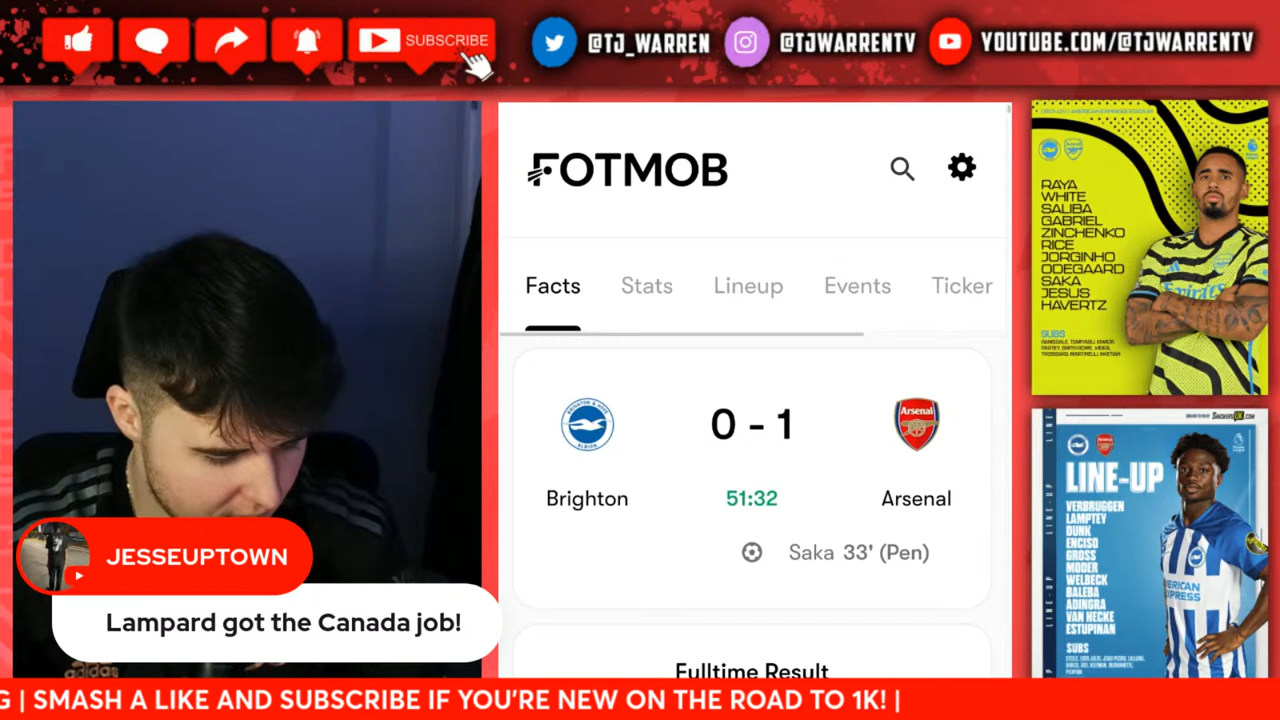 SUBSCRIBE
@TJ_WARREN
@TJWARRENTV
YOUTUBE.COM/@TJWARRENTV
FOTMOB
Facts Stats Lineup Events Ticker
0 - 1
Brighton 51:32 Arsenal
Saka 33' (Pen)
Fulltime Result
JESSEUPTOWN
Lampard got the Canada job!
adidas
RAYA
WHITE
SALIBA
GABRIEL
ZINCHENKO
RICE
JORGINHO
ODEGAARD
SAKA
JESUS
HAVERTZ
SUBS
LINE-UP
VERBRUGGEN
LAMPTEY
DUNK
ENCISO
GROSS
MODER
WELBECK
BALEBA
ADINGRA
VAN HECKE
ESTUPINAN
SUBS
G | SMASH A LIKE AND SUBSCRIBE IF YOU'RE NEW ON THE ROAD TO 1K! |